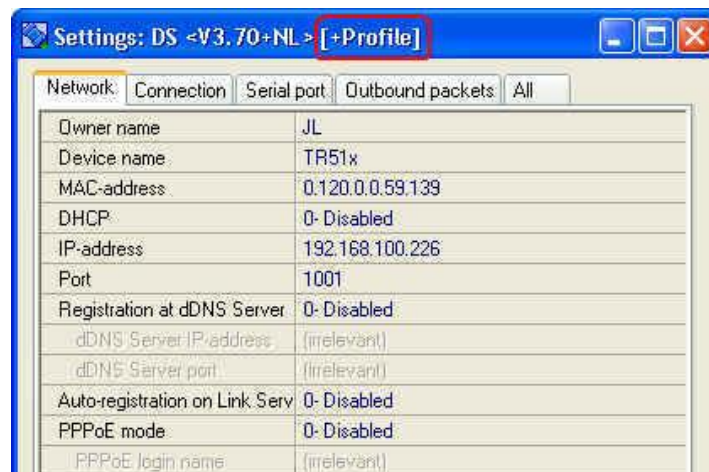 Settings: DS <V3.70+NL> [+Profile]
Network Connection Serial port Outbound packets All
Owner name JL
Device name TR51x
MAC-address 0.120.0.0.59.139
DHCP 0- Disabled
IP-address 192.168.100.226
Port 1001
Registration at dDNS Server 0- Disabled
dDNS Server IP-address (irrelevant)
dDNS Server port (irrelevant)
Auto-registration on Link Serv 0- Disabled
PPPoE mode 0- Disabled
PPPoE login name (irrelevant)